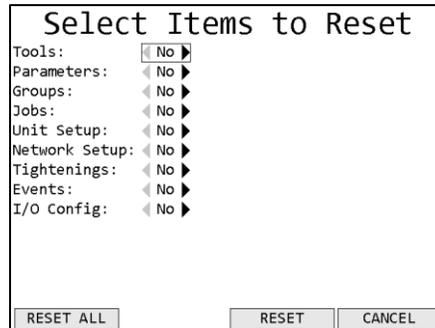 Select Items to Reset
Tools: No
Parameters: No
Groups: No
Jobs: No
Unit Setup: No
Network Setup: No
Tightenings: No
Events: No
I/O Config: No
RESET ALL RESET CANCEL